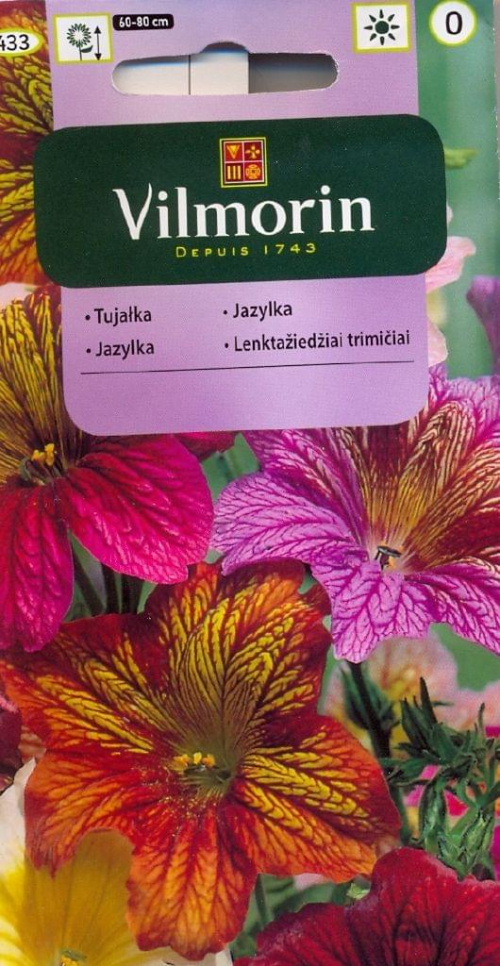 433
60-80 cm
0
Vilmorin
DEPUIS 1743
• Tujałka
• Jazylka
• Jazylka
• Lenktažiedžiai trimičiai